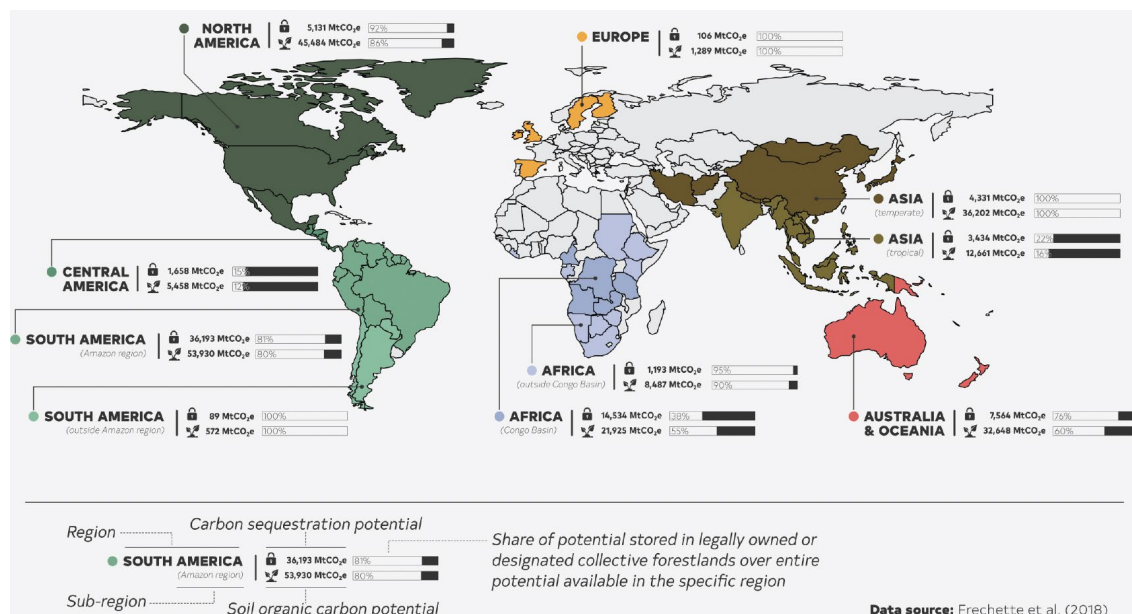 NORTH
AMERICA
5,131 MtCO₂e 92%
45,484 MtCO₂e 86%
EUROPE
106 MtCO₂e 100%
1,289 MtCO₂e 100%
ASIA
(temperate)
4,331 MtCO₂e 100%
36,202 MtCO₂e 100%
ASIA
(tropical)
3,434 MtCO₂e 22%
12,661 MtCO₂e 16%
CENTRAL
AMERICA
1,658 MtCO₂e 15%
5,458 MtCO₂e 12%
SOUTH AMERICA
(Amazon region)
36,193 MtCO₂e 81%
53,930 MtCO₂e 80%
AFRICA
(outside Congo Basin)
1,193 MtCO₂e 95%
8,487 MtCO₂e 90%
SOUTH AMERICA
(outside Amazon region)
89 MtCO₂e 100%
572 MtCO₂e 100%
AFRICA
(Congo Basin)
14,534 MtCO₂e 38%
21,925 MtCO₂e 55%
AUSTRALIA
& OCEANIA
7,564 MtCO₂e 76%
32,648 MtCO₂e 60%
Region
Carbon sequestration potential
SOUTH AMERICA
(Amazon region)
36,193 MtCO₂e 81%
53,930 MtCO₂e 80%
Share of potential stored in legally owned or
designated collective forestlands over entire
potential available in the specific region
Sub-region
Soil organic carbon potential
Data source: Frechette et al. (2018)